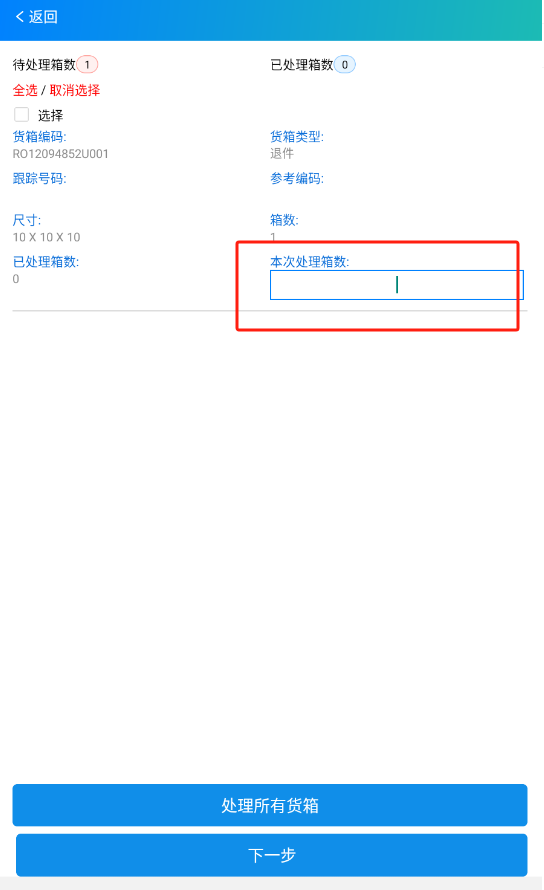 返回
待处理箱数 1 已处理箱数 0
全选 / 取消选择
选择
货箱编码: 货箱类型:
RO12094852U001 退件
跟踪号码: 参考编码:
尺寸: 箱数:
10 X 10 X 10 1
已处理箱数: 本次处理箱数:
0
处理所有货箱
下一步